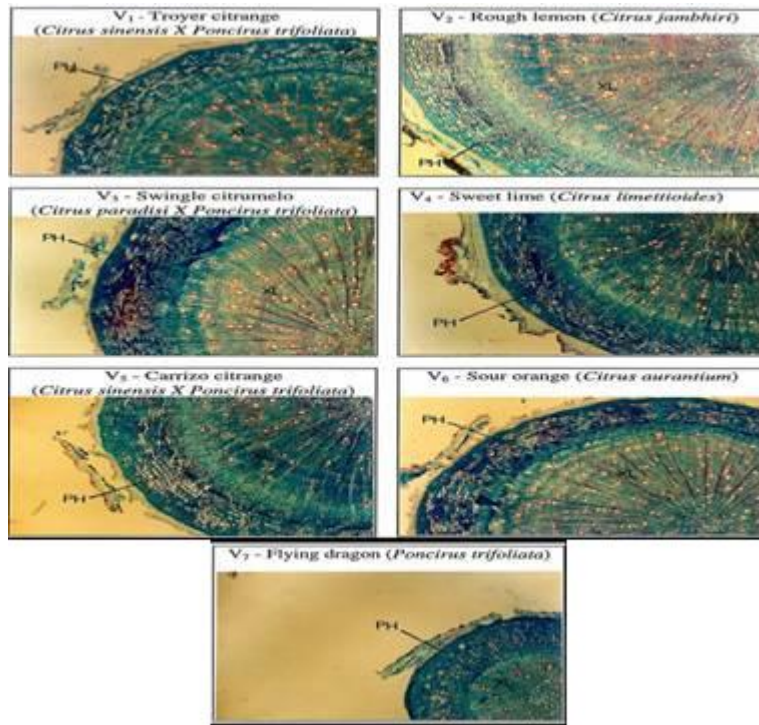 V₁ - Troyer citrange
(Citrus sinensis X Poncirus trifoliata)
PH
XL
V₂ - Rough lemon (Citrus jambhiri)
XL
PH
V₃ - Swingle citrumelo
(Citrus paradisi X Poncirus trifoliata)
PH
XL
V₄ - Sweet lime (Citrus limettioides)
PH
V₅ - Carrizo citrange
(Citrus sinensis X Poncirus trifoliata)
PH
V₆ - Sour orange (Citrus aurantium)
PH
XL
V₇ - Flying dragon (Poncirus trifoliata)
PH